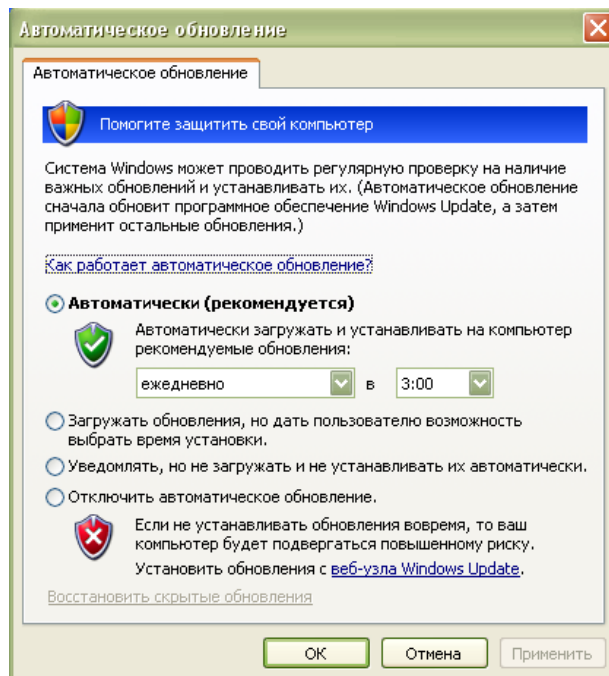 Автоматическое обновление
Автоматическое обновление
Помогите защитить свой компьютер
Система Windows может проводить регулярную проверку на наличие
важных обновлений и устанавливать их. (Автоматическое обновление
сначала обновит программное обеспечение Windows Update, а затем
применит остальные обновления.)
Как работает автоматическое обновление?
Автоматически (рекомендуется)
Автоматически загружать и устанавливать на компьютер
рекомендуемые обновления:
ежедневно в 3:00
Загружать обновления, но дать пользователю возможность
выбрать время установки.
Уведомлять, но не загружать и не устанавливать их автоматически.
Отключить автоматическое обновление.
Если не устанавливать обновления вовремя, то ваш
компьютер будет подвергаться повышенному риску.
Установить обновления с веб-узла Windows Update.
Восстановить скрытые обновления
ОК Отмена Применить